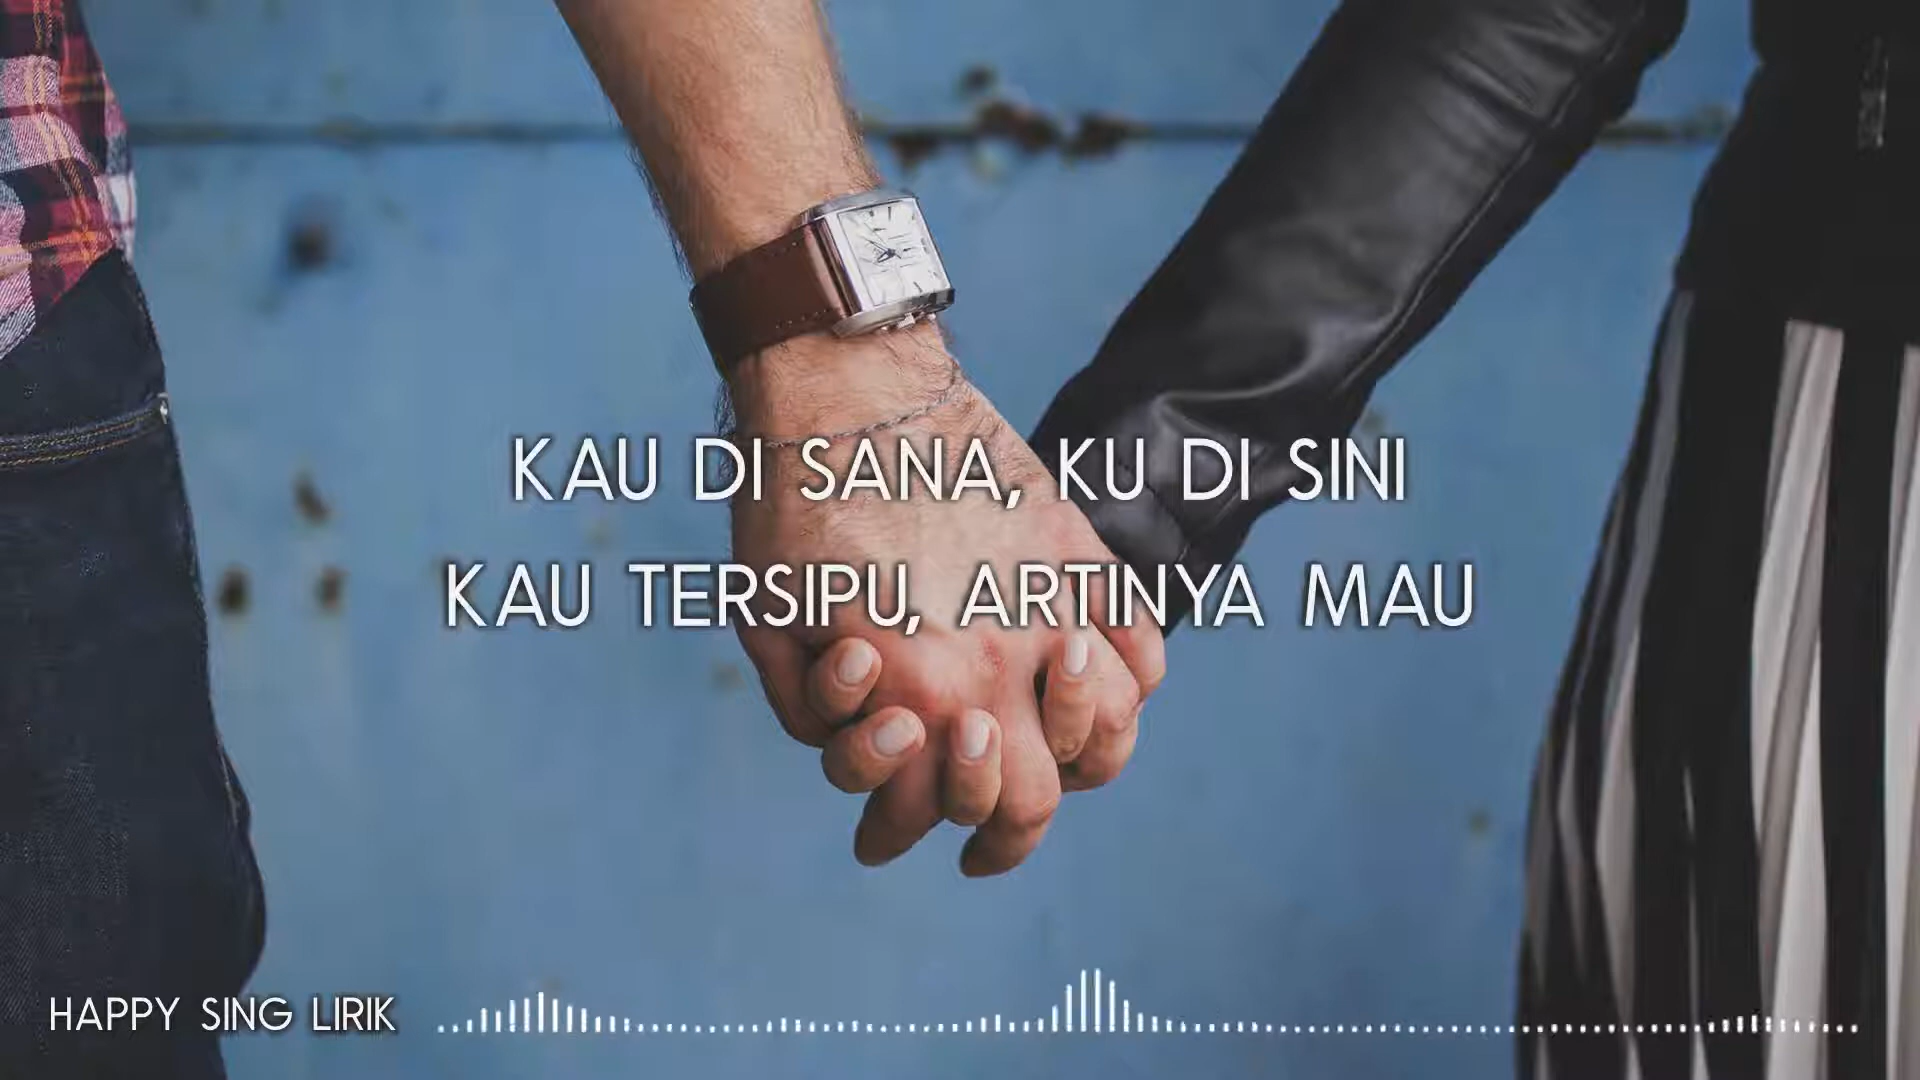 KAU DI SANA, KU DI SINI
KAU TERSIPU, ARTINYA MAU
HAPPY SING LIRIK